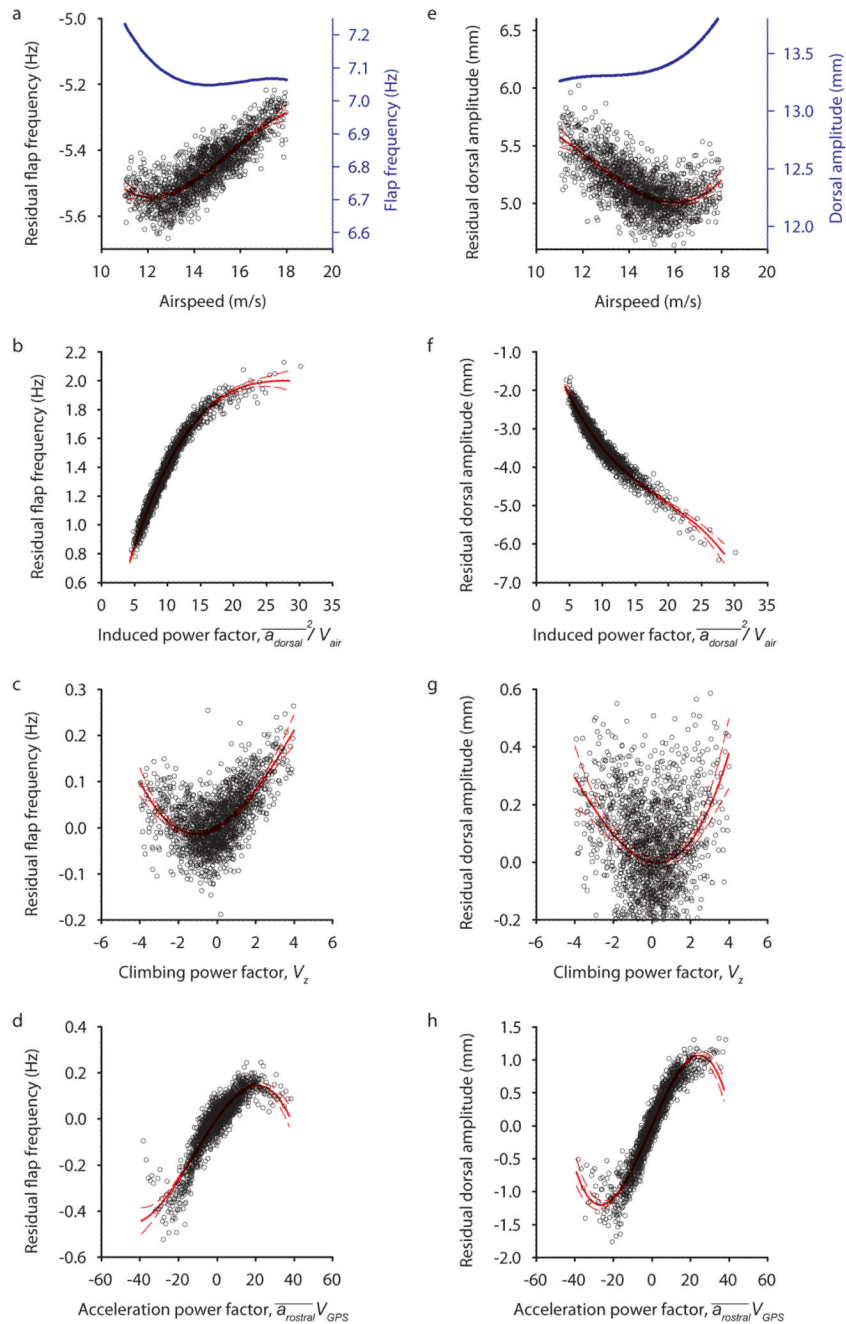 a
-5.0
-5.2
-5.4
-5.6
Residual flap frequency (Hz)
7.2
7.1
7.0
6.9
6.8
6.7
6.6
Flap frequency (Hz)
10 12 14 16 18 20
Airspeed (m/s)
e
6.5
6.0
5.5
5.0
Residual dorsal amplitude (mm)
13.5
13.3
12.7
12.2
12.0
Dorsal amplitude (mm)
10 12 14 16 18 20
Airspeed (m/s)
b
2.2
2.0
1.8
1.6
1.4
1.2
1.0
0.8
0.6
Residual flap frequency (Hz)
0 5 10 15 20 25 30 35
Induced power factor, a_dorsal ²/ V_air
f
-1.0
-2.0
-3.0
-4.0
-5.0
-6.0
-7.0
Residual dorsal amplitude (mm)
0 5 10 15 20 25 30 35
Induced power factor, a_dorsal ²/ V_air
c
0.3
0.2
0.1
0.0
-0.1
-0.2
Residual flap frequency (Hz)
-6 -4 -2 0 2 4 6
Climbing power factor, V_z
g
0.6
0.4
0.2
0.0
-0.2
Residual dorsal amplitude (mm)
-6 -4 -2 0 2 4 6
Climbing power factor, V_z
d
0.4
0.2
0.0
-0.2
-0.4
-0.6
Residual flap frequency (Hz)
-60 -40 -20 0 20 40 60
Acceleration power factor, a_rostral V_GPS
h
1.5
1.0
0.5
0.0
-0.5
-1.0
-1.5
-2.0
Residual dorsal amplitude (mm)
-60 -40 -20 0 20 40 60
Acceleration power factor, a_rostral V_GPS